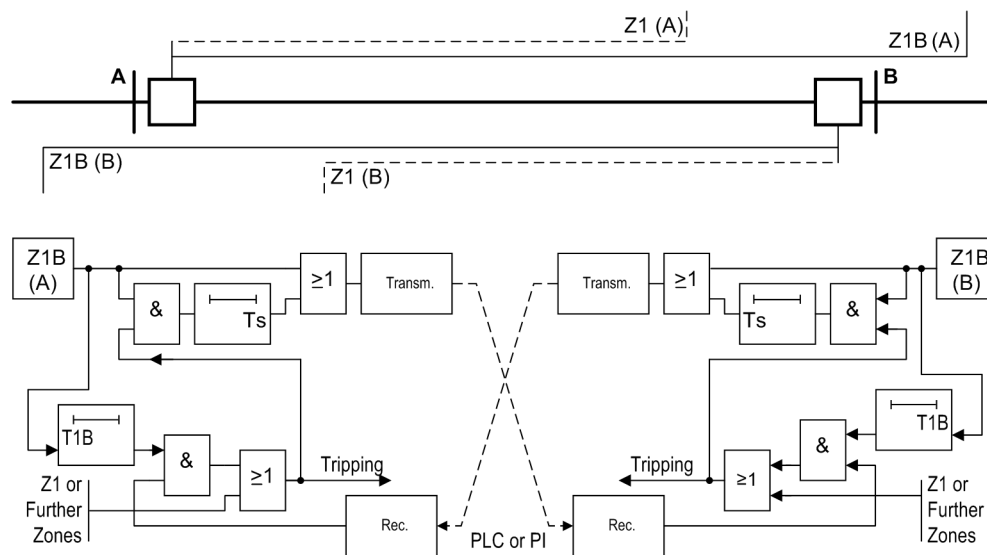 Z1 (A)
Z1B (A)
A
B
Z1B (B)
Z1 (B)
Z1B
(A)
≥1
Transm.
Transm.
≥1
Z1B
(B)
&
Ts
Ts
&
T1B
T1B
&
&
≥1
Tripping
Tripping
≥1
Z1 or
Further
Zones
Rec.
PLC or PI
Rec.
Z1 or
Further
Zones